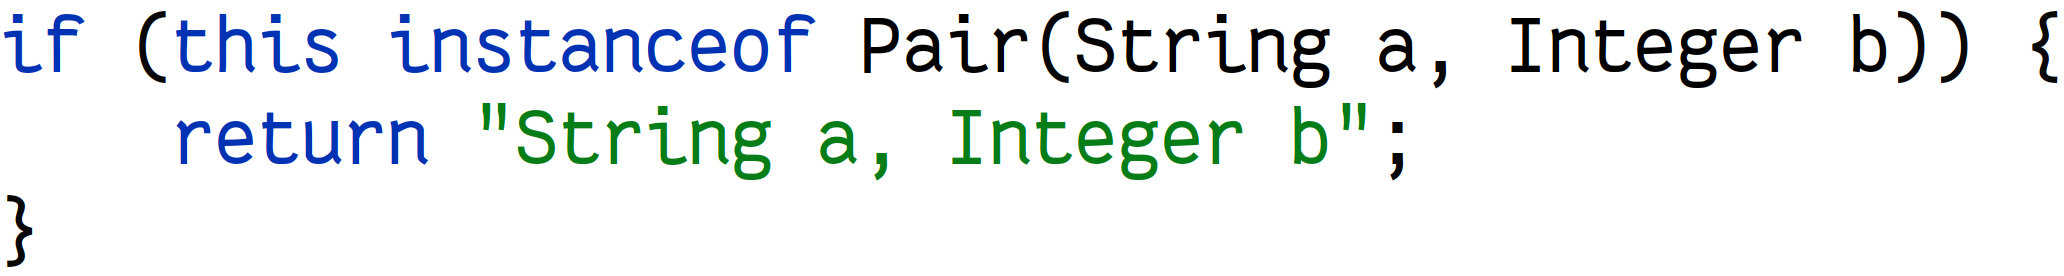 if (this instanceof Pair(String a, Integer b)) {
    return "String a, Integer b";
}